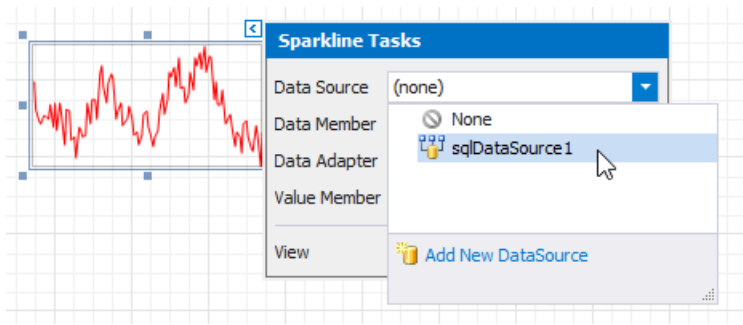 Sparkline Tasks
Data Source (none)
Data Member None
sqlDataSource1
Data Adapter
Value Member
View Add New DataSource